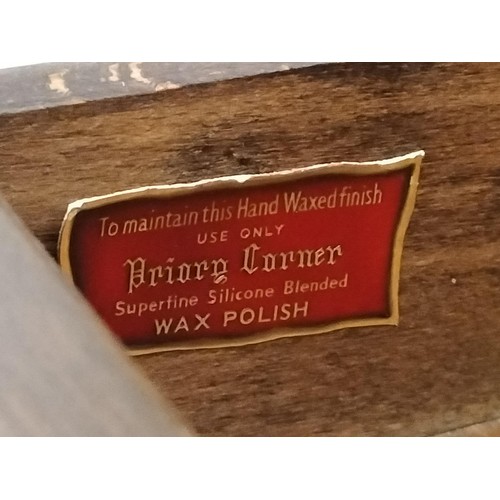 To maintain this Hand Waxed finish
USE ONLY
Priory Corner
Superfine Silicone Blended
WAX POLISH